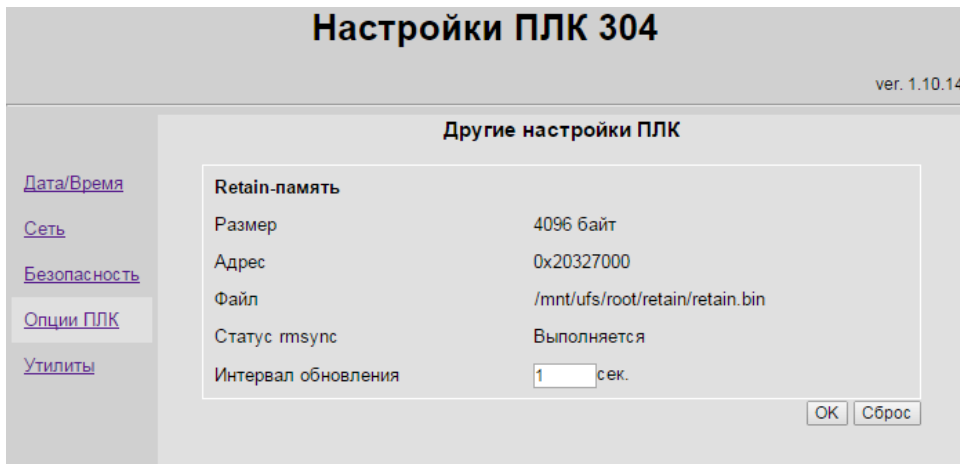 Настройки ПЛК 304
ver. 1.10.14
Другие настройки ПЛК
Дата/Время
Сеть
Безопасность
Опции ПЛК
Утилиты
Retain-память
Размер 4096 байт
Адрес 0x20327000
Файл /mnt/ufs/root/retain/retain.bin
Статус rmsync Выполняется
Интервал обновления 1 сек.
OK Сброс